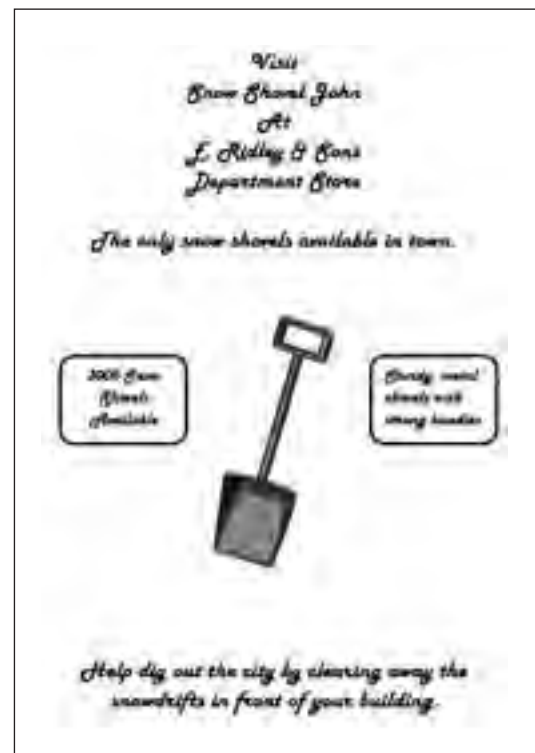 Visit
Snow Shovel John
At
E. Ridley & Sons
Department Store
The only snow shovels available in town.
3000 Snow
Shovels
Available
Sturdy, metal
shovels with
strong handles
Help dig out the city by clearing away the
snowdrifts in front of your building.